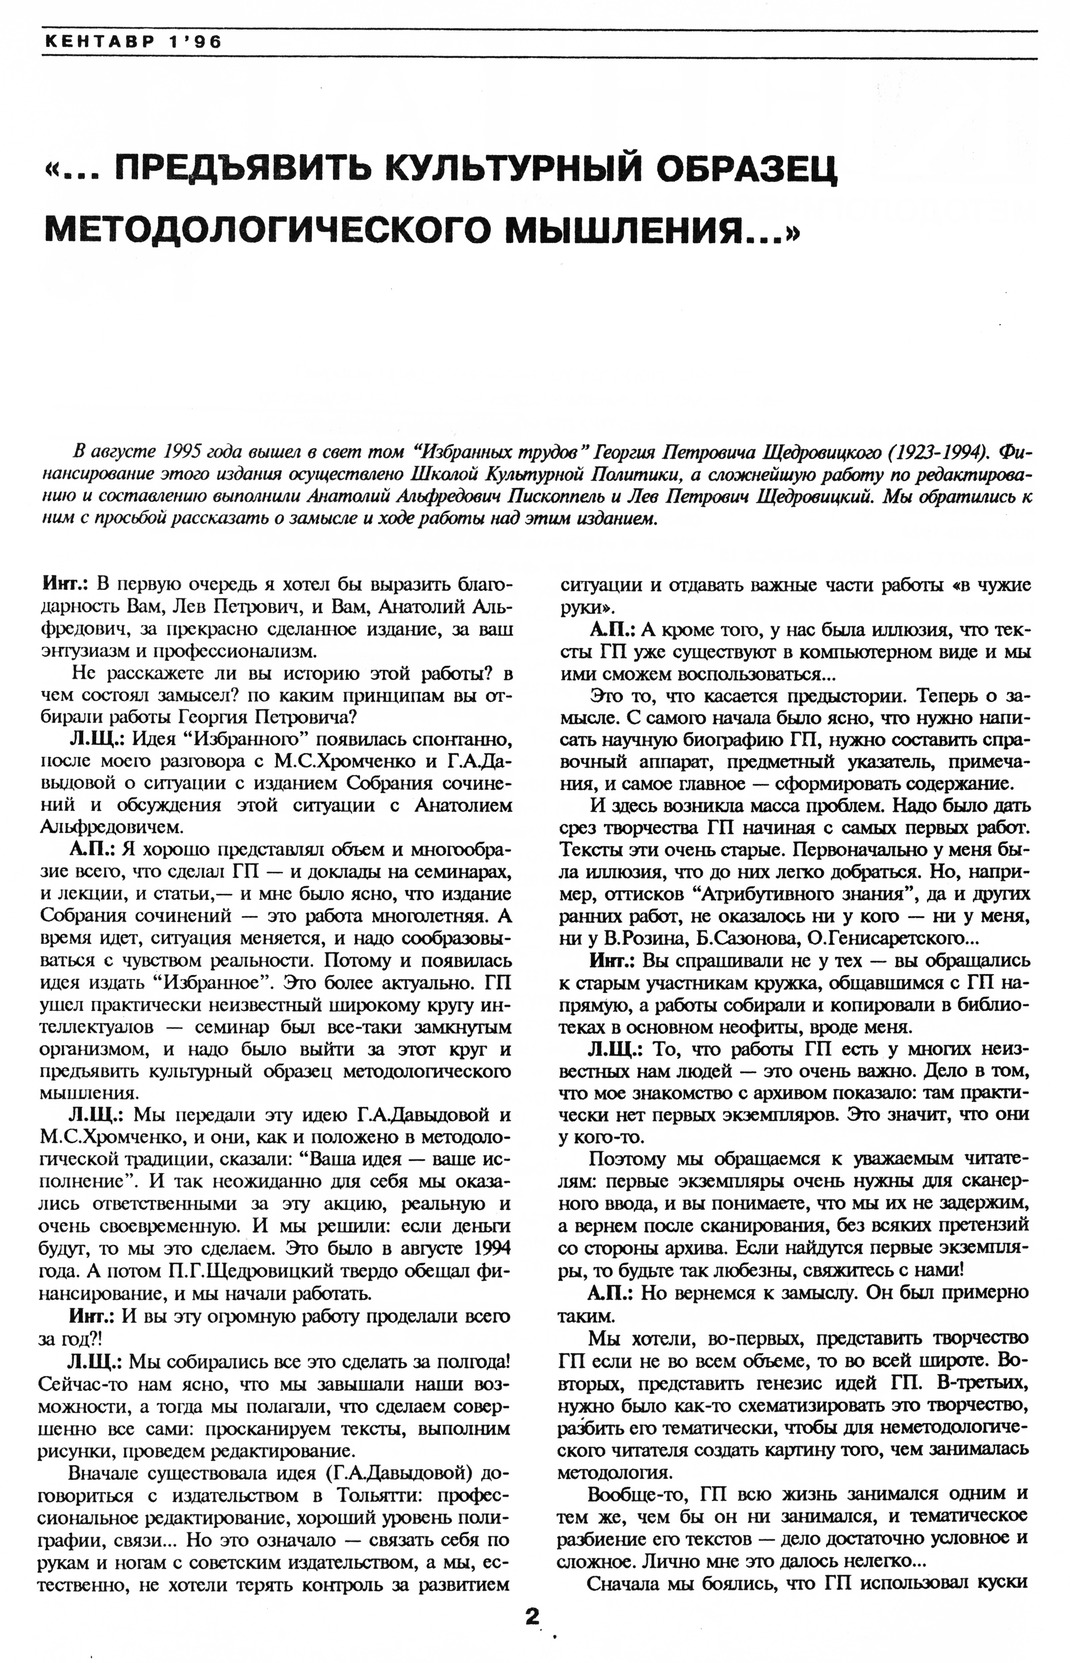 КЕНТАВР 1'96
«... ПРЕДЪЯВИТЬ КУЛЬТУРНЫЙ ОБРАЗЕЦ
МЕТОДОЛОГИЧЕСКОГО МЫШЛЕНИЯ...»
В августе 1995 года вышел в свет том “Избранных трудов” Георгия Петровича Щедровицкого (1923-1994). Фи-
нансирование этого издания осуществлено Школой Культурной Политики, а сложнейшую работу по редактирова-
нию и составлению выполнили Анатолий Альфредович Пископпель и Лев Петрович Щедровицкий. Мы обратились к
ним с просьбой рассказать о замысле и ходе работы над этим изданием.
Инт.: В первую очередь я хотел бы выразить благо-
дарность Вам, Лев Петрович, и Вам, Анатолий Аль-
фредович, за прекрасно сделанное издание, за ваш
энтузиазм и профессионализм.
Не расскажете ли вы историю этой работы? в
чем состоял замысел? по каким принципам вы от-
бирали работы Георгия Петровича?
Л.Щ.: Идея “Избранного” появилась спонтанно,
после моего разговора с М.С.Хромченко и Г.А.Да-
выдовой о ситуации с изданием Собрания сочине-
ний и обсуждения этой ситуации с Анатолием
Альфредовичем.
А.П.: Я хорошо представлял объем и многообра-
зие всего, что сделал ГП — и доклады на семинарах,
и лекции, и статьи,— и мне было ясно, что издание
Собрания сочинений — это работа многолетняя. А
время идет, ситуация меняется, и надо сообразовы-
ваться с чувством реальности. Потому и появилась
идея издать “Избранное”. Это более актуально. ГП
ушел практически неизвестный широкому кругу ин-
теллектуалов — семинар был все-таки замкнутым
организмом, и надо было выйти за этот круг и
предъявить культурный образец методологического
мышления.
Л.Щ.: Мы передали эту идею Г.А.Давыдовой и
М.С.Хромченко, и они, как и положено в методоло-
гической традиции, сказали: “Ваша идея — ваше ис-
полнение”. И так неожиданно для себя мы оказа-
лись ответственными за эту акцию, реальную и
очень своевременную. И мы решили: если деньги
будут, то мы это сделаем. Это было в августе 1994
года. А потом П.Г.Щедровицкий твердо обещал фи-
нансирование, и мы начали работать.
Инт.: И вы эту огромную работу проделали всего
за год?!
Л.Щ.: Мы собирались все это сделать за полгода!
Сейчас-то нам ясно, что мы завышали наши воз-
можности, а тогда мы полагали, что сделаем совер-
шенно все сами: просканируем тексты, выполним
рисунки, проведем редактирование.
Вначале существовала идея (Г.А.Давыдовой) до-
говориться с издательством в Тольятти: профес-
сиональное редактирование, хороший уровень поли-
графии, связи... Но это означало — связать себя по
рукам и ногам с советским издательством, а мы, ес-
тественно, не хотели терять контроль за развитием
ситуации и отдавать важные части работы «в чужие
руки».
А.П.: А кроме того, у нас была иллюзия, что тек-
сты ГП уже существуют в компьютерном виде и мы
ими сможем воспользоваться...
Это то, что касается предыстории. Теперь о за-
мысле. С самого начала было ясно, что нужно напи-
сать научную биографию ГП, нужно составить спра-
вочный аппарат, предметный указатель, примеча-
ния, и самое главное — сформировать содержание.
И здесь возникла масса проблем. Надо было дать
срез творчества ГП начиная с самых первых работ.
Тексты эти очень старые. Первоначально у меня бы-
ла иллюзия, что до них легко добраться. Но, напри-
мер, оттисков “Атрибутивного знания”, да и других
ранних работ, не оказалось ни у кого — ни у меня,
ни у В.Розина, Б.Сазонова, О.Генисаретского...
Инт.: Вы спрашивали не у тех — вы обращались
к старым участникам кружка, общавшимся с ГП на-
прямую, а работы собирали и копировали в библио-
теках в основном неофиты, вроде меня.
Л.Щ.: То, что работы ГП есть у многих неиз-
вестных нам людей — это очень важно. Дело в том,
что мое знакомство с архивом показало: там практи-
чески нет первых экземпляров. Это значит, что они
у кого-то.
Поэтому мы обращаемся к уважаемым читате-
лям: первые экземпляры очень нужны для сканер-
ного ввода, и вы понимаете, что мы их не задержим,
а вернем после сканирования, без всяких претензий
со стороны архива. Если найдутся первые экземпля-
ры, то будьте так любезны, свяжитесь с нами!
А.П.: Но вернемся к замыслу. Он был примерно
таким.
Мы хотели, во-первых, представить творчество
ГП если не во всем объеме, то во всей широте. Во-
вторых, представить генезис идей ГП. В-третьих,
нужно было как-то схематизировать это творчество,
разбить его тематически, чтобы для неметодологиче-
ского читателя создать картину того, чем занималась
методология.
Вообще-то, ГП всю жизнь занимался одним и
тем же, чем бы он ни занимался, и тематическое
разбиение его текстов — дело достаточно условное и
сложное. Лично мне это далось нелегко...
Сначала мы боялись, что ГП использовал куски
2